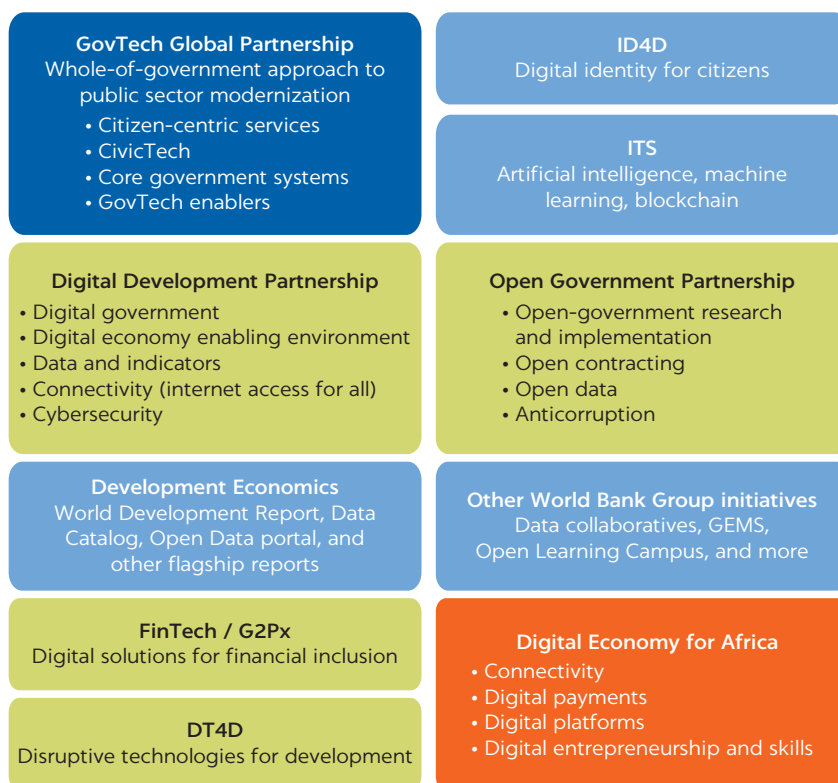 GovTech Global Partnership
Whole-of-government approach to
public sector modernization
• Citizen-centric services
• CivicTech
• Core government systems
• GovTech enablers
ID4D
Digital identity for citizens
ITS
Artificial intelligence, machine
learning, blockchain
Digital Development Partnership
• Digital government
• Digital economy enabling environment
• Data and indicators
• Connectivity (internet access for all)
• Cybersecurity
Open Government Partnership
• Open-government research
and implementation
• Open contracting
• Open data
• Anticorruption
Development Economics
World Development Report, Data
Catalog, Open Data portal, and
other flagship reports
Other World Bank Group initiatives
Data collaboratives, GEMS,
Open Learning Campus, and more
FinTech / G2Px
Digital solutions for financial inclusion
DT4D
Disruptive technologies for development
Digital Economy for Africa
• Connectivity
• Digital payments
• Digital platforms
• Digital entrepreneurship and skills